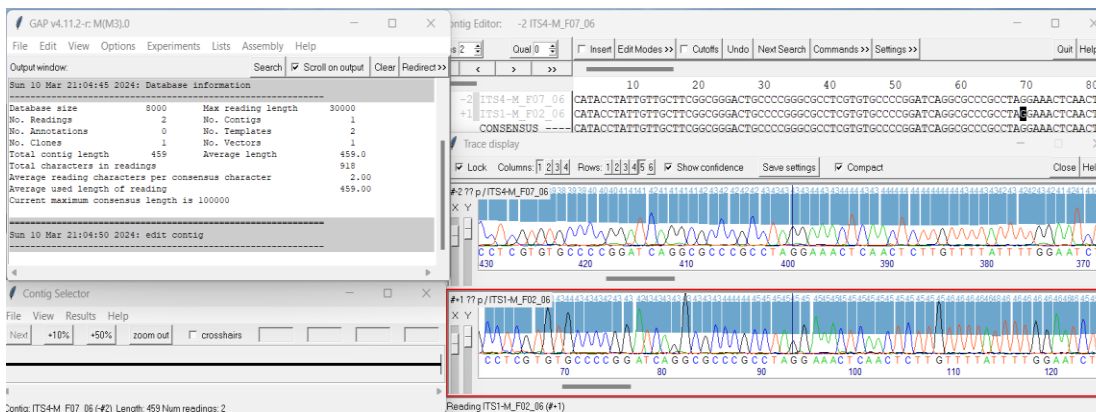 GAP v4.11.2-r: M(M3).0
File Edit View Options Experiments Lists Assembly Help
Output window: Search Scroll on output Clear Redirect>>
Sun 10 Mar 21:04:45 2024: Database information
Database size 8000 Max reading length 30000
No. Readings 2 No. Contigs 1
No. Annotations 0 No. Templates 2
No. Clones 1 No. Vectors 1
Total contig length 459 Average length 459.0
Total characters in readings 918
Average reading characters per consensus character 2.00
Average used length of reading 459.00
Current maximum consensus length is 100000
Sun 10 Mar 21:04:50 2024: edit contig
Contig Selector
File View Results Help
Next +10% +50% zoom out crosshairs
Contig: ITS4-M_F07_06 (-#2) Length: 459 Num readings: 2
ontig Editor: -2 ITS4-M_F07_06
s 2 Qual 0 Insert Edit Modes >> Cutoffs Undo Next Search Commands >> Settings >> Quit Help
< > >>
10 20 30 40 50 60 70 80
-2 ITS4-M_F07_06 CATACCTATTGTTGCTTCGGCGGGACTGCCCCGGGCGCCTCGTGTGCCCCGGATCAGGCGCCCGCCTAGGAAACTCAACT
+1 ITS1-M_F02_06 CATACCTATTGTTGCTTCGGCGGGACTGCCCCGGGCGCCTCGTGTGCCCCGGATCAGGCGCCCGCCTAGGAAACTCAACT
CONSENSUS ---- CATACCTATTGTTGCTTCGGCGGGACTGCCCCGGGCGCCTCGTGTGCCCCGGATCAGGCGCCCGCCTAGGAAACTCAACT
Trace display
Lock Columns: 1 2 3 4 Rows: 1 2 3 4 5 6 Show confidence Save settings Compact Close Hel
#-2 ?? p / ITS4-M_F07_06
X Y
CCTCGTGTGCCCCGGATCAGGCGCCCGCCTAGGAAACTCAACTCTTGTTTTATTTTGGAATCT
430 420 410 400 390 380 370
#+1 ?? p / ITS1-M_F02_06
X Y
CCTCGTGTGCCCCGGATCAGGCGCCCGCCTAGGAAACTCAACTCTTGTTTTATTTTGGAATCT
70 80 90 100 110 120
Reading ITS1-M_F02_06 (#+1)